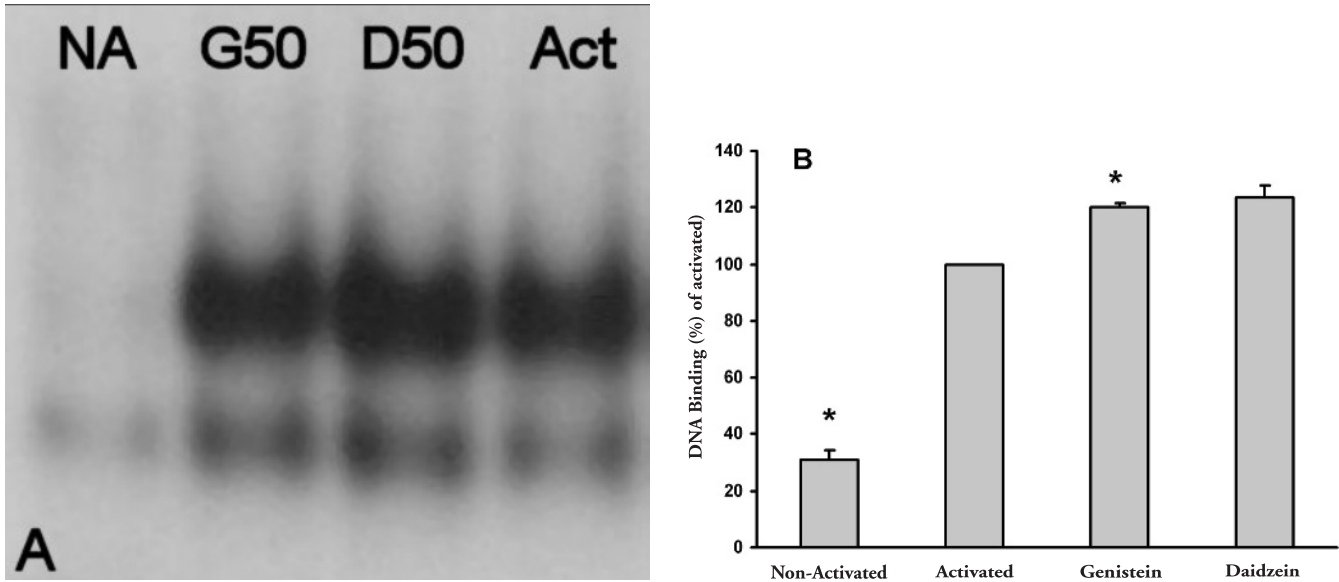 NA G50 D50 Act
A
B
DNA Binding (%) of activated)
140
120
100
80
60
40
20
0
*
*
Non-Activated Activated Genistein Daidzein